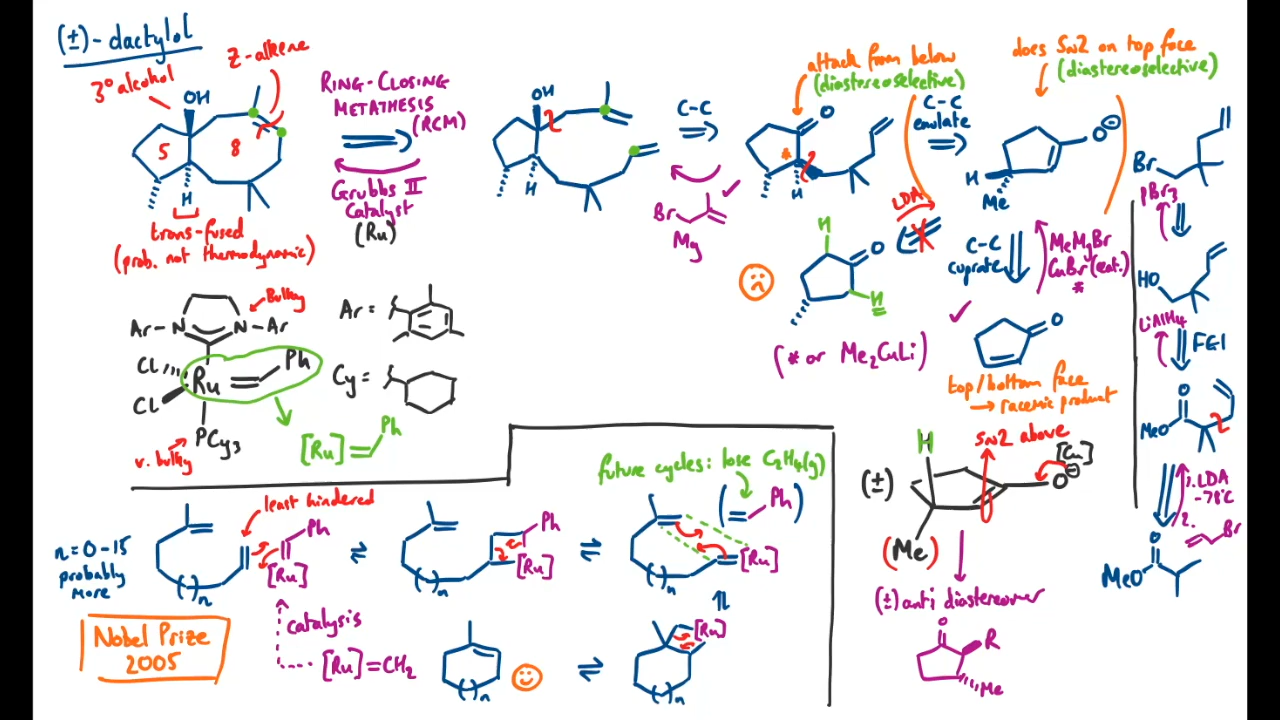 (±)-dactylol
3° alcohol
Z-alkene
OH
5
8
H
trans-fused
(prob. not thermodynamic)
RING-CLOSING
METATHESIS
(RCM)
Grubbs II
Catalyst
(Ru)
OH
H
C-C
Br
Mg
attack from below
(diastereoselective)
O
*
H
LDA
C-C
enolate
does SN2 on top face
(diastereoselective)
O⊖
H
Me
Br
PBr3
HO
LiAlH4
FGI
O
MeO
1. LDA
-78°C
2.
Br
O
MeO
H
O
H
C-C
cuprate
MeMgBr
CuBr (cat.)
*
(* or Me2CuLi)
O
top/bottom face
→ racemic product
Bulky
Ar-N
N-Ar
Cl
Ru
Ph
Cl
PCy3
v. bulky
Ar =
Cy =
[Ru]
Ph
(±)
H
SN2 above
[Cu]
O⊖
(Me)
(±) anti diastereomer
O
R
Me
future cycles: lose C2H4(g)
( Ph )
least hindered
n = 0-15
probably
more
( )n
Ph
[Ru]
( )n
Ph
[Ru]
( )n
[Ru]
catalysis
[Ru]=CH2
( )n
[Ru]
( )n
Nobel Prize
2005